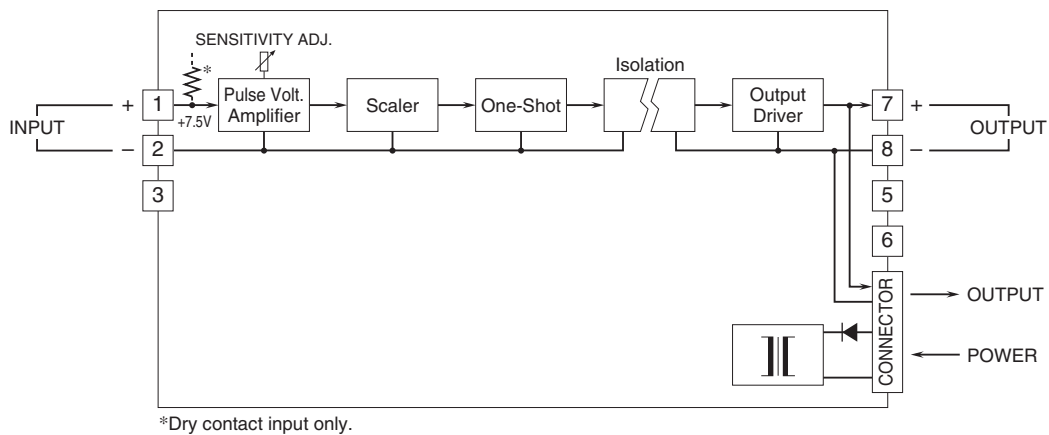 SENSITIVITY ADJ.
Isolation
*
+ 1
Pulse Volt.
Amplifier
Scaler
One-Shot
Output
Driver
7 +
+7.5V
INPUT
OUTPUT
− 2
8 −
3
5
6
CONNECTOR
OUTPUT
POWER
*Dry contact input only.